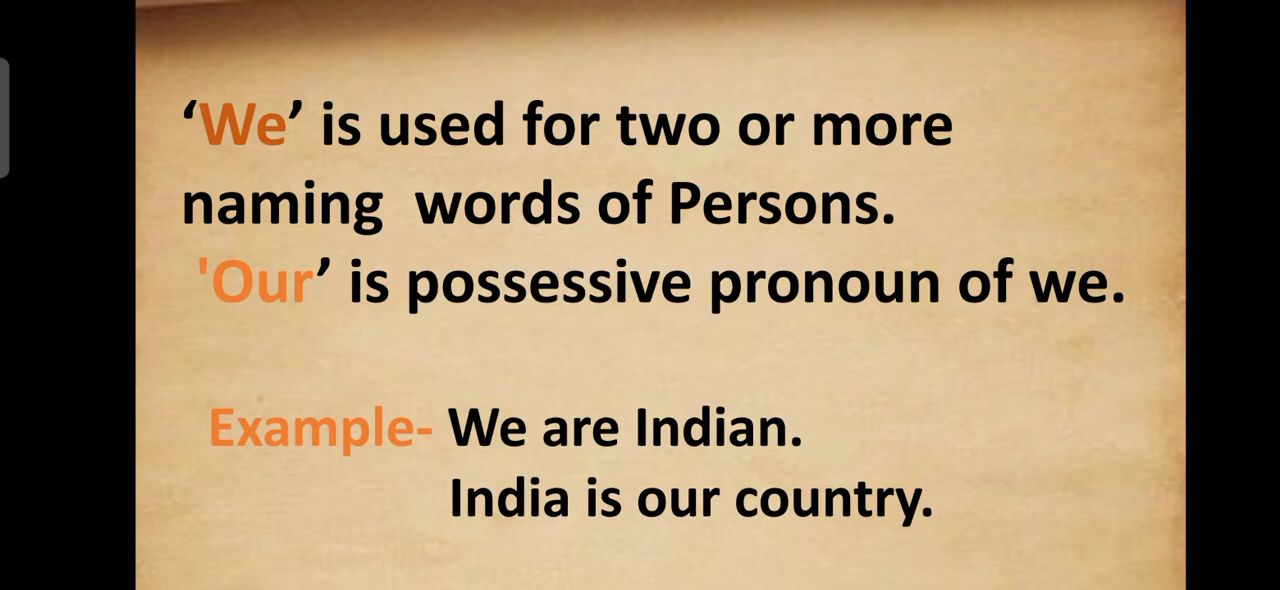 ‘We’ is used for two or more
naming  words of Persons.
'Our’ is possessive pronoun of we.
Example- We are Indian.
India is our country.